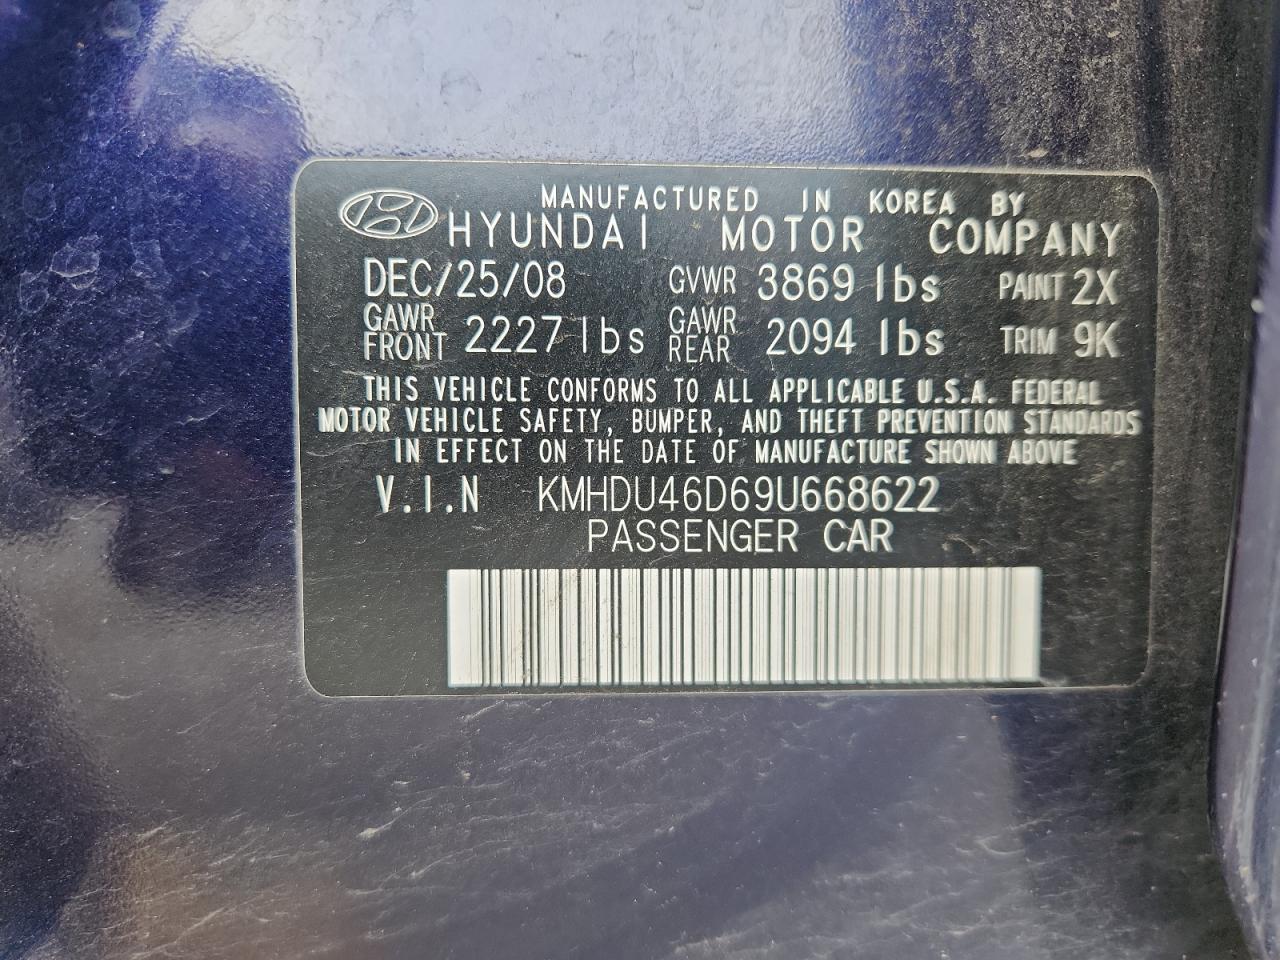 MANUFACTURED IN KOREA BY
HYUNDAI MOTOR COMPANY
DEC/25/08 GVWR 3869 lbs PAINT 2X
GAWR FRONT 2227 lbs GAWR REAR 2094 lbs TRIM 9K
THIS VEHICLE CONFORMS TO ALL APPLICABLE U.S.A. FEDERAL
MOTOR VEHICLE SAFETY, BUMPER, AND THEFT PREVENTION STANDARDS
IN EFFECT ON THE DATE OF MANUFACTURE SHOWN ABOVE
V.I.N KMHDU46D69U668622
PASSENGER CAR